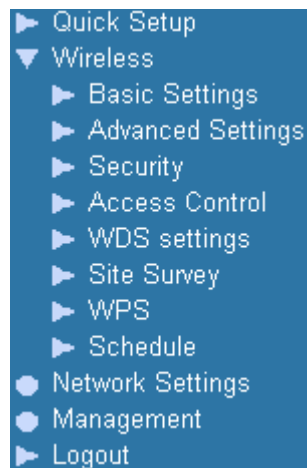 Quick Setup
Wireless
Basic Settings
Advanced Settings
Security
Access Control
WDS settings
Site Survey
WPS
Schedule
Network Settings
Management
Logout